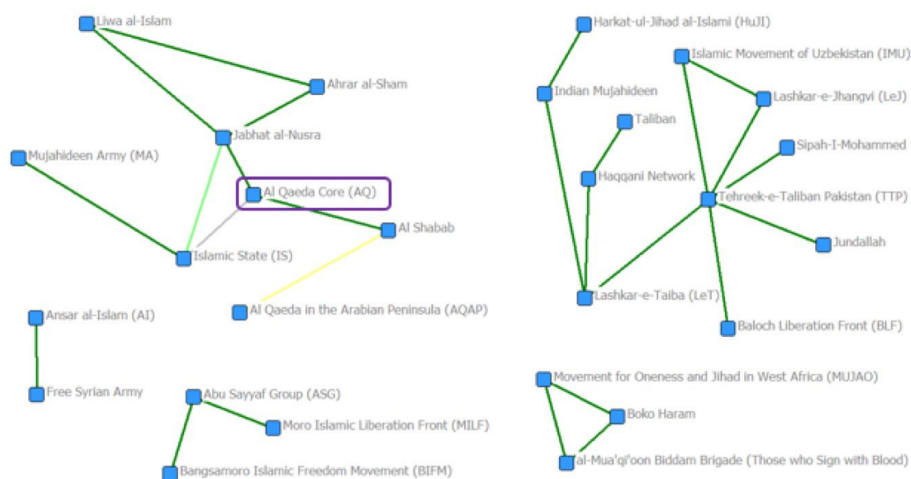 Liwa al-Islam
Harkat-ul-Jihad al-Islami (HuJI)
Islamic Movement of Uzbekistan (IMU)
Ahrar al-Sham
Indian Mujahideen
Lashkar-e-Jhangvi (LeJ)
Taliban
Jabhat al-Nusra
Sipah-I-Mohammed
Mujahideen Army (MA)
Haqqani Network
Al Qaeda Core (AQ)
Tehreek-e-Taliban Pakistan (TTP)
Al Shabab
Jundallah
Islamic State (IS)
Lashkar-e-Taiba (LeT)
Al Qaeda in the Arabian Peninsula (AQAP)
Ansar al-Islam (AI)
Baloch Liberation Front (BLF)
Movement for Oneness and Jihad in West Africa (MUJAO)
Free Syrian Army
Abu Sayyaf Group (ASG)
Boko Haram
Moro Islamic Liberation Front (MILF)
'al-Mua'qi'oon Biddam Brigade (Those who Sign with Blood)
Bangsamoro Islamic Freedom Movement (BIFM)